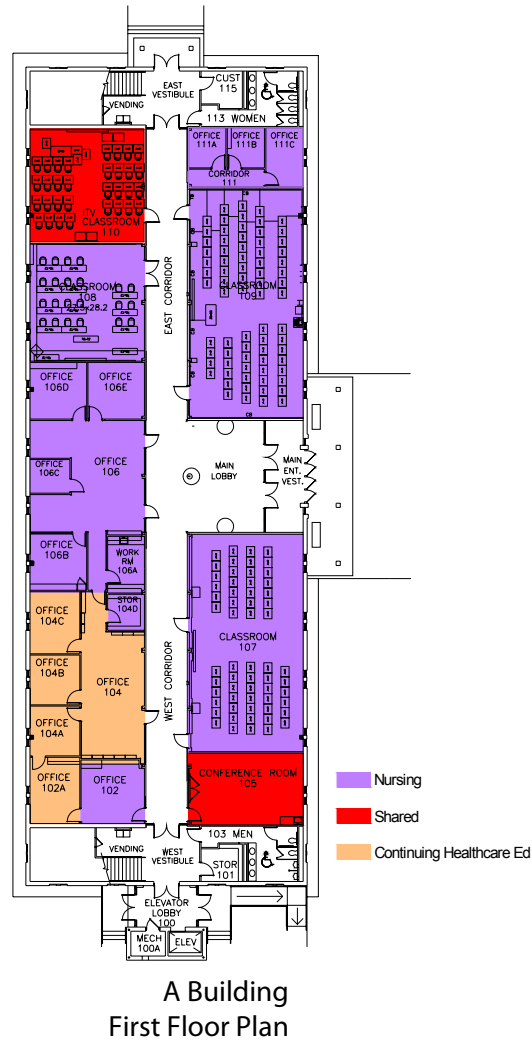 EAST
VESTIBULE
CUST
115
VENDING
113 WOMEN
OFFICE
111A
OFFICE
111B
OFFICE
111C
CORRIDOR
111
ITV
CLASSROOM
110
CLASSROOM
108
EAST CORRIDOR
CLASSROOM
109
OFFICE
106D
OFFICE
106E
OFFICE
106C
OFFICE
106
MAIN
LOBBY
MAIN
ENT.
VEST.
OFFICE
106B
WORK
RM
106A
STOR
104D
OFFICE
104C
OFFICE
104B
OFFICE
104
OFFICE
104A
CLASSROOM
107
WEST CORRIDOR
OFFICE
102A
OFFICE
102
CONFERENCE ROOM
105
Nursing
Shared
Continuing Healthcare Ed
103 MEN
VENDING
WEST
VESTIBULE
STOR
101
ELEVATOR
LOBBY
100
MECH
100A
ELEV
A Building
First Floor Plan